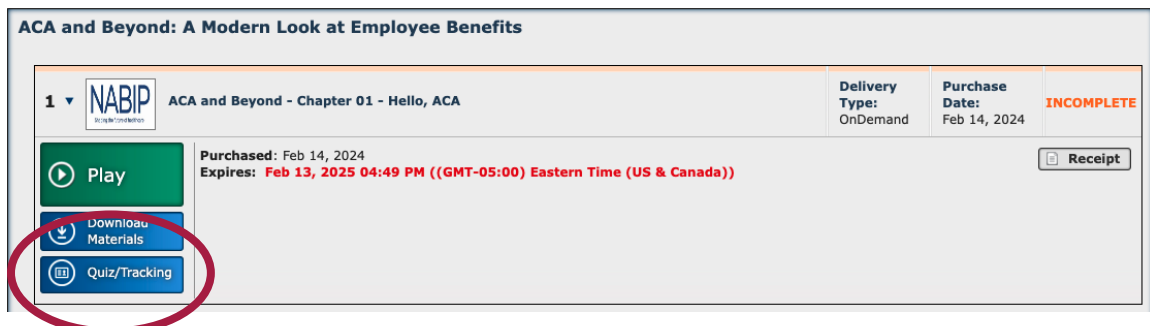 ACA and Beyond: A Modern Look at Employee Benefits
1 NABIP ACA and Beyond - Chapter 01 - Hello, ACA
Delivery Type: OnDemand
Purchase Date: Feb 14, 2024
INCOMPLETE
Play
Purchased: Feb 14, 2024
Expires: Feb 13, 2025 04:49 PM ((GMT-05:00) Eastern Time (US & Canada))
Receipt
Download
Materials
Quiz/Tracking